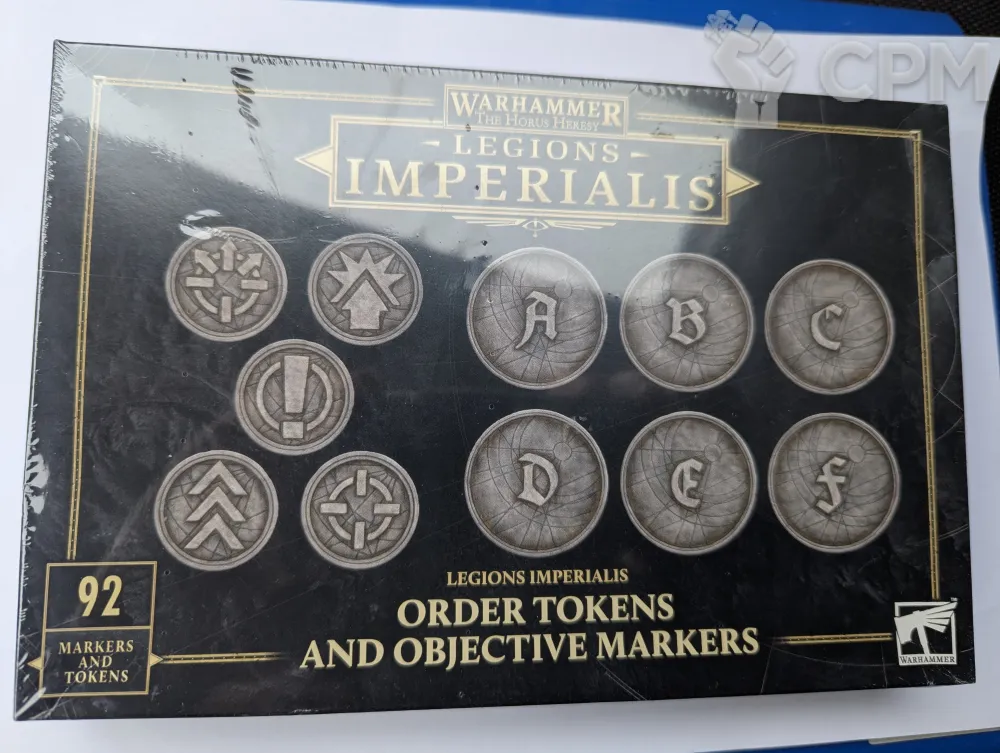 CPM
WARHAMMER
THE HORUS HERESY
LEGIONS
IMPERIALIS
A B C
D E F
LEGIONS IMPERIALIS
ORDER TOKENS
AND OBJECTIVE MARKERS
92
MARKERS
AND
TOKENS
WARHAMMER